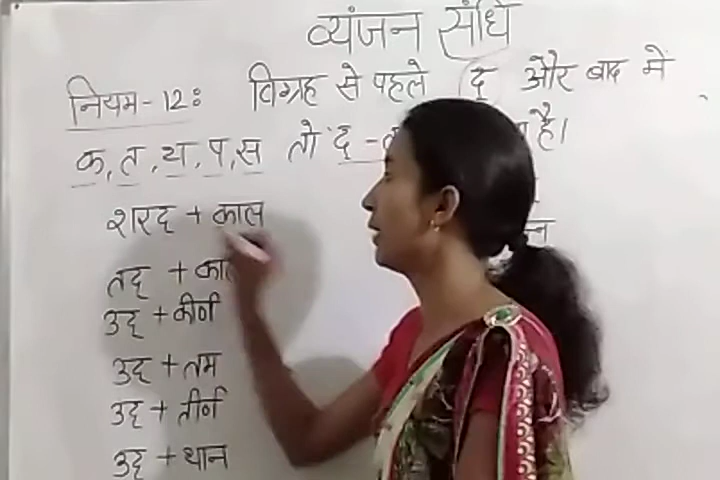 व्यंजन संधि
नियम-12: विग्रह से पहले द् और बाद में
क, त, थ, प, स तो द् - है।
शरद + काल
तद् +
उद् + कीर्ण
उद् + तम
उद् + तीर्ण
उद् + थान